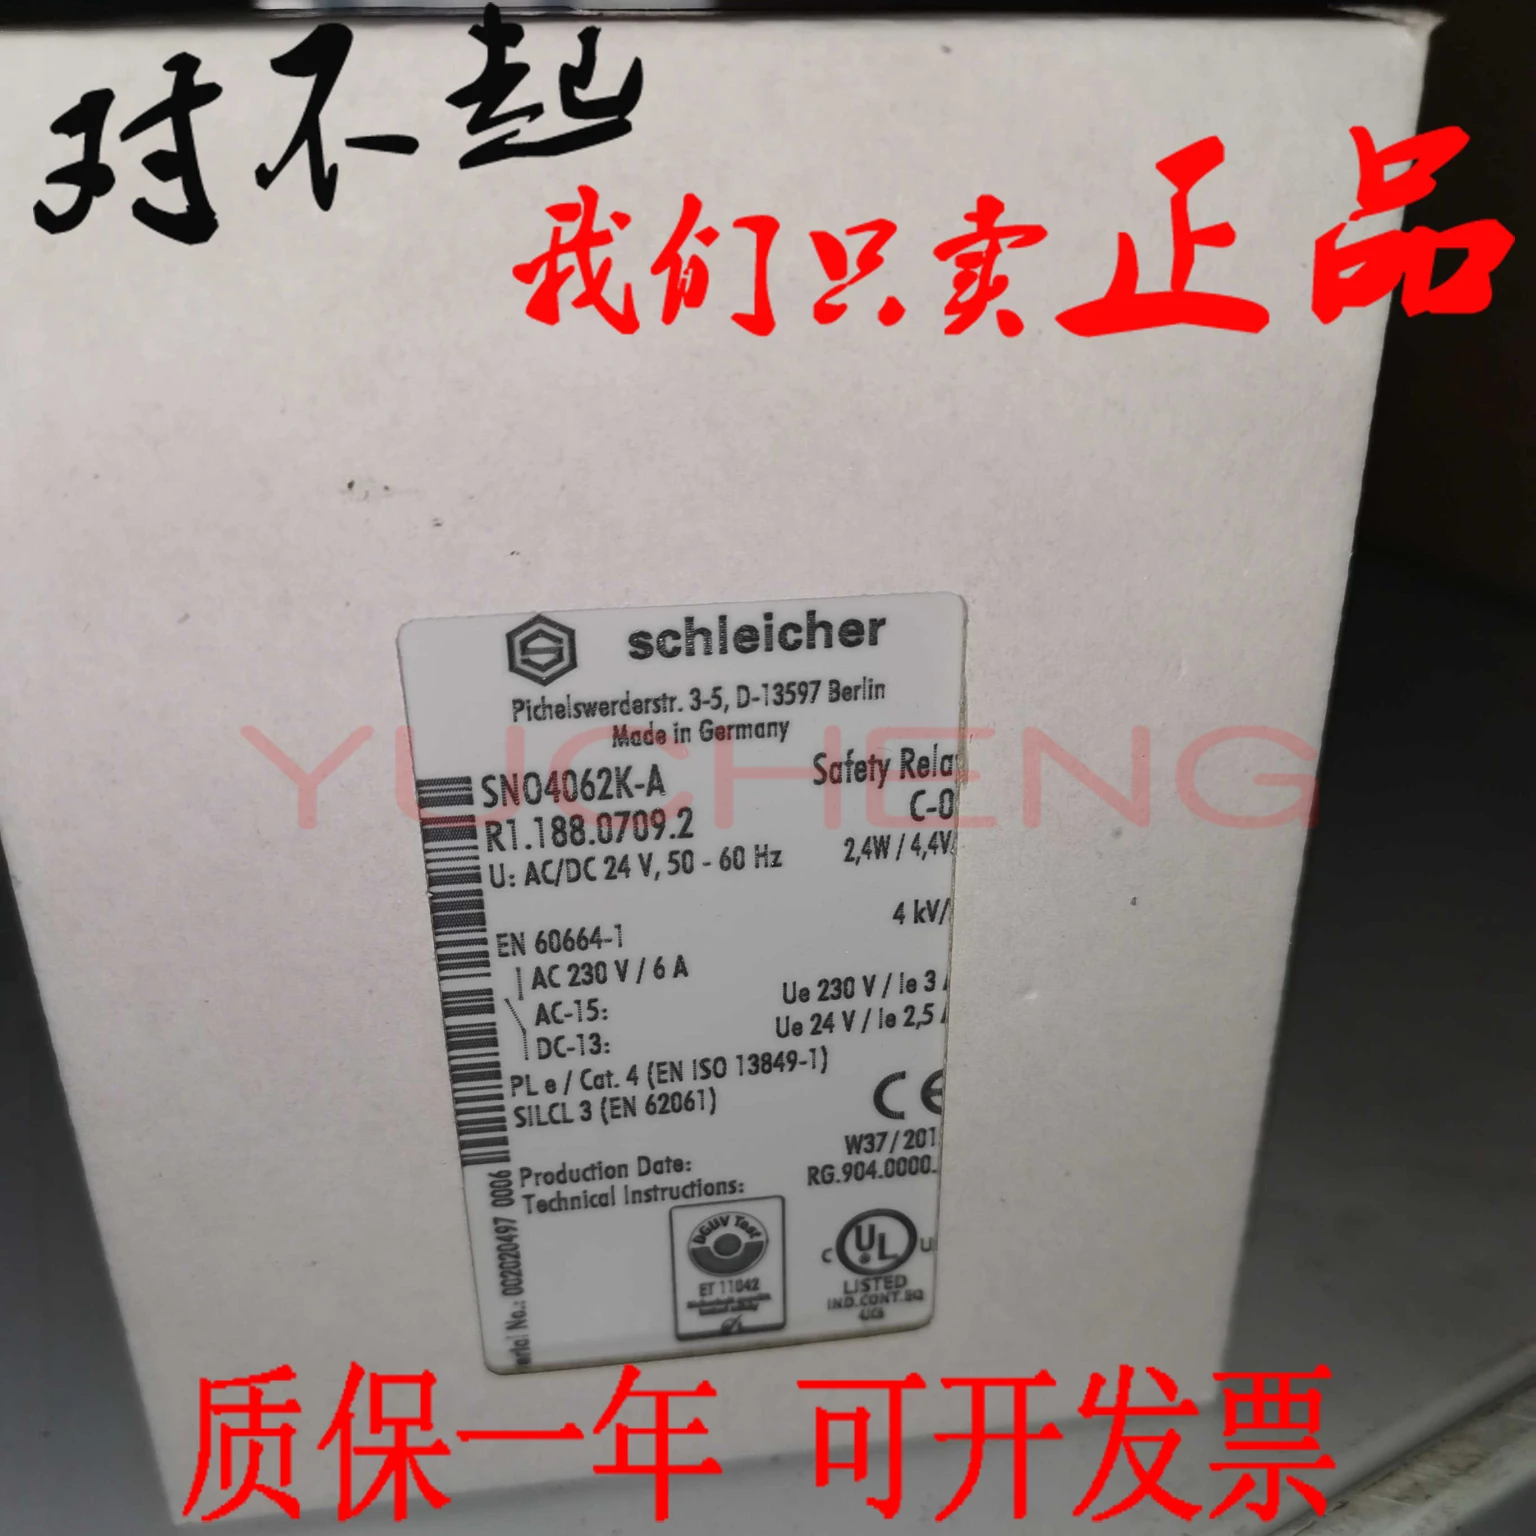 对不起
我们只卖正品
schleicher
Pichelswerderstr. 3-5, D-13597 Berlin
Made in Germany
YUCHENG
SNO4062K-A
Safety Rela
R1.188.0709.2
C-0
U: AC/DC 24 V, 50 - 60 Hz
2,4W / 4,4V
4 kV/
EN 60664-1
AC 230 V / 6 A
AC-15:
Ue 230 V / Ie 3
DC-13:
Ue 24 V / Ie 2,5
PL e / Cat. 4 (EN ISO 13849-1)
SILCL 3 (EN 62061)
CE
Production Date:
W37/201
Technical Instructions:
RG.904.0000.
erial No.: 002020497 0006
DGUV Test
ET 11042
C UL U
LISTED
IND.CONT.EQ
质保一年 可开发票